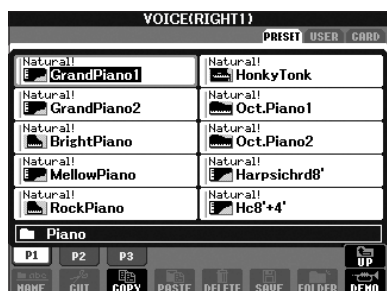 VOICE(RIGHT1)
PRESET USER CARD
Natural! Natural!
GrandPiano1 HonkyTonk
Natural! Natural!
GrandPiano2 Oct.Piano1
Natural! Natural!
BrightPiano Oct.Piano2
Natural! Natural!
MellowPiano Harpsichrd8'
Natural! Natural!
RockPiano Hc8'+4'
Piano
P1 P2 P3 UP
NAME CUT COPY PASTE DELETE SAVE FOLDER DEMO